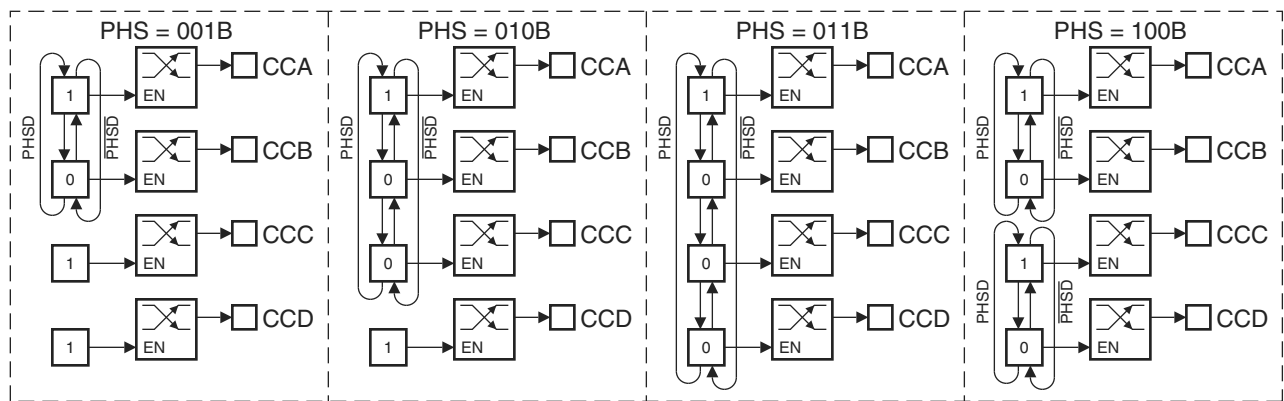 PHS = 001B
1
EN
CCA
PHSD
PHSD
0
EN
CCB
1
EN
CCC
1
EN
CCD
PHS = 010B
1
EN
CCA
PHSD
PHSD
0
EN
CCB
0
EN
CCC
1
EN
CCD
PHS = 011B
1
EN
CCA
PHSD
PHSD
0
EN
CCB
0
EN
CCC
0
EN
CCD
PHS = 100B
1
EN
CCA
PHSD
PHSD
0
EN
CCB
1
EN
CCC
PHSD
PHSD
0
EN
CCD